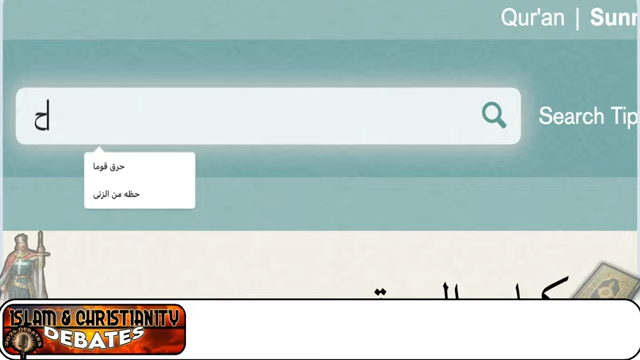 Qur'an | Sunn
ح
Search Tip
حرق قوما
حظه من الزنى
ISLAM & CHRISTIANITY
DEBATES